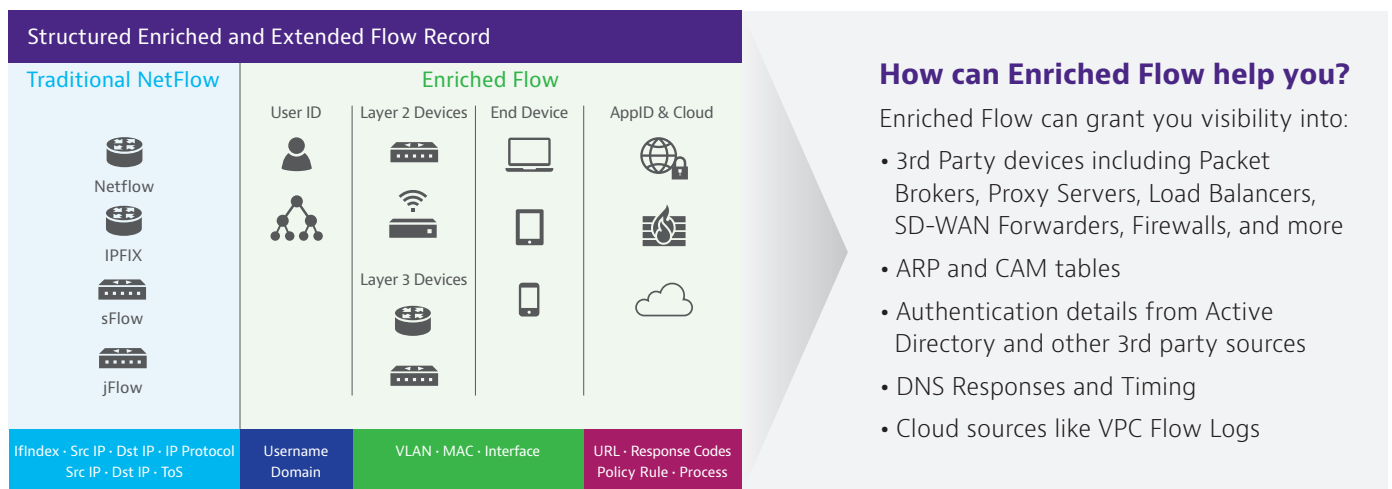 Structured Enriched and Extended Flow Record
Traditional NetFlow
Netflow
IPFIX
sFlow
jFlow
IfIndex · Src IP · Dst IP · IP Protocol
Src IP · Dst IP · ToS
Enriched Flow
User ID
Username
Domain
Layer 2 Devices
Layer 3 Devices
End Device
VLAN · MAC · Interface
AppID & Cloud
URL · Response Codes
Policy Rule · Process
How can Enriched Flow help you?
Enriched Flow can grant you visibility into:
• 3rd Party devices including Packet
Brokers, Proxy Servers, Load Balancers,
SD-WAN Forwarders, Firewalls, and more
• ARP and CAM tables
• Authentication details from Active
Directory and other 3rd party sources
• DNS Responses and Timing
• Cloud sources like VPC Flow Logs